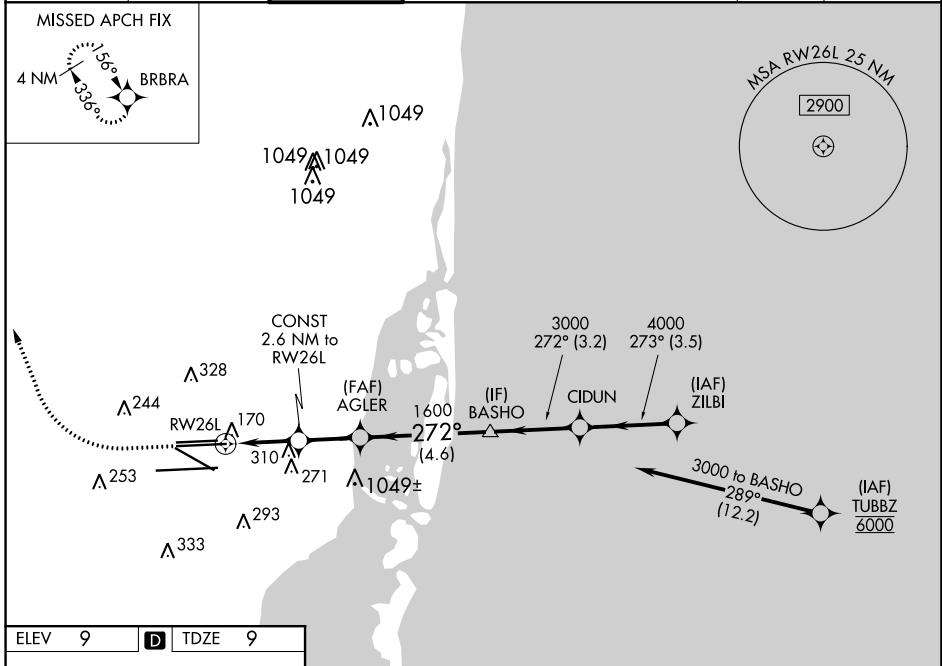 MISSED APCH FIX
4 NM
156°
336°
BRBRA
1049
1049
1049
1049
MSA RW26L 25 NM
2900
CONST
2.6 NM to
RW26L
328
244
253
RW26L
170
310
271
293
333
(FAF)
AGLER
1049±
1600
272°
(4.6)
(IF)
BASHO
3000
272° (3.2)
CIDUN
4000
273° (3.5)
(IAF)
ZILBI
3000 to BASHO
289°
(12.2)
(IAF)
TUBBZ
6000
ELEV 9 D TDZE 9